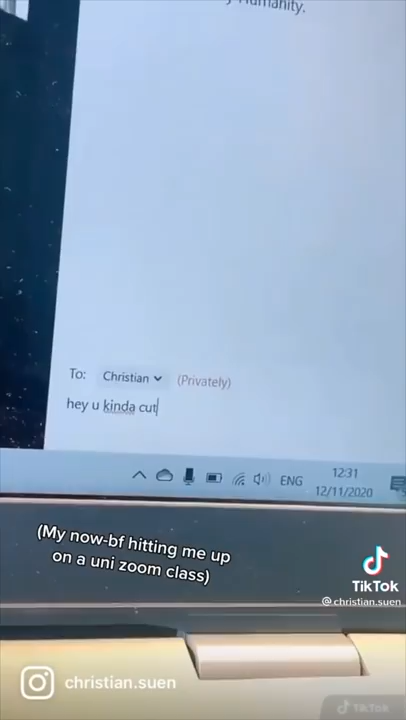 Humanity.
To: Christian (Privately)
hey u kinda cut
ENG
12:31
12/11/2020
(My now-bf hitting me up
on a uni zoom class)
TikTok
@christian.suen
christian.suen
TikTok